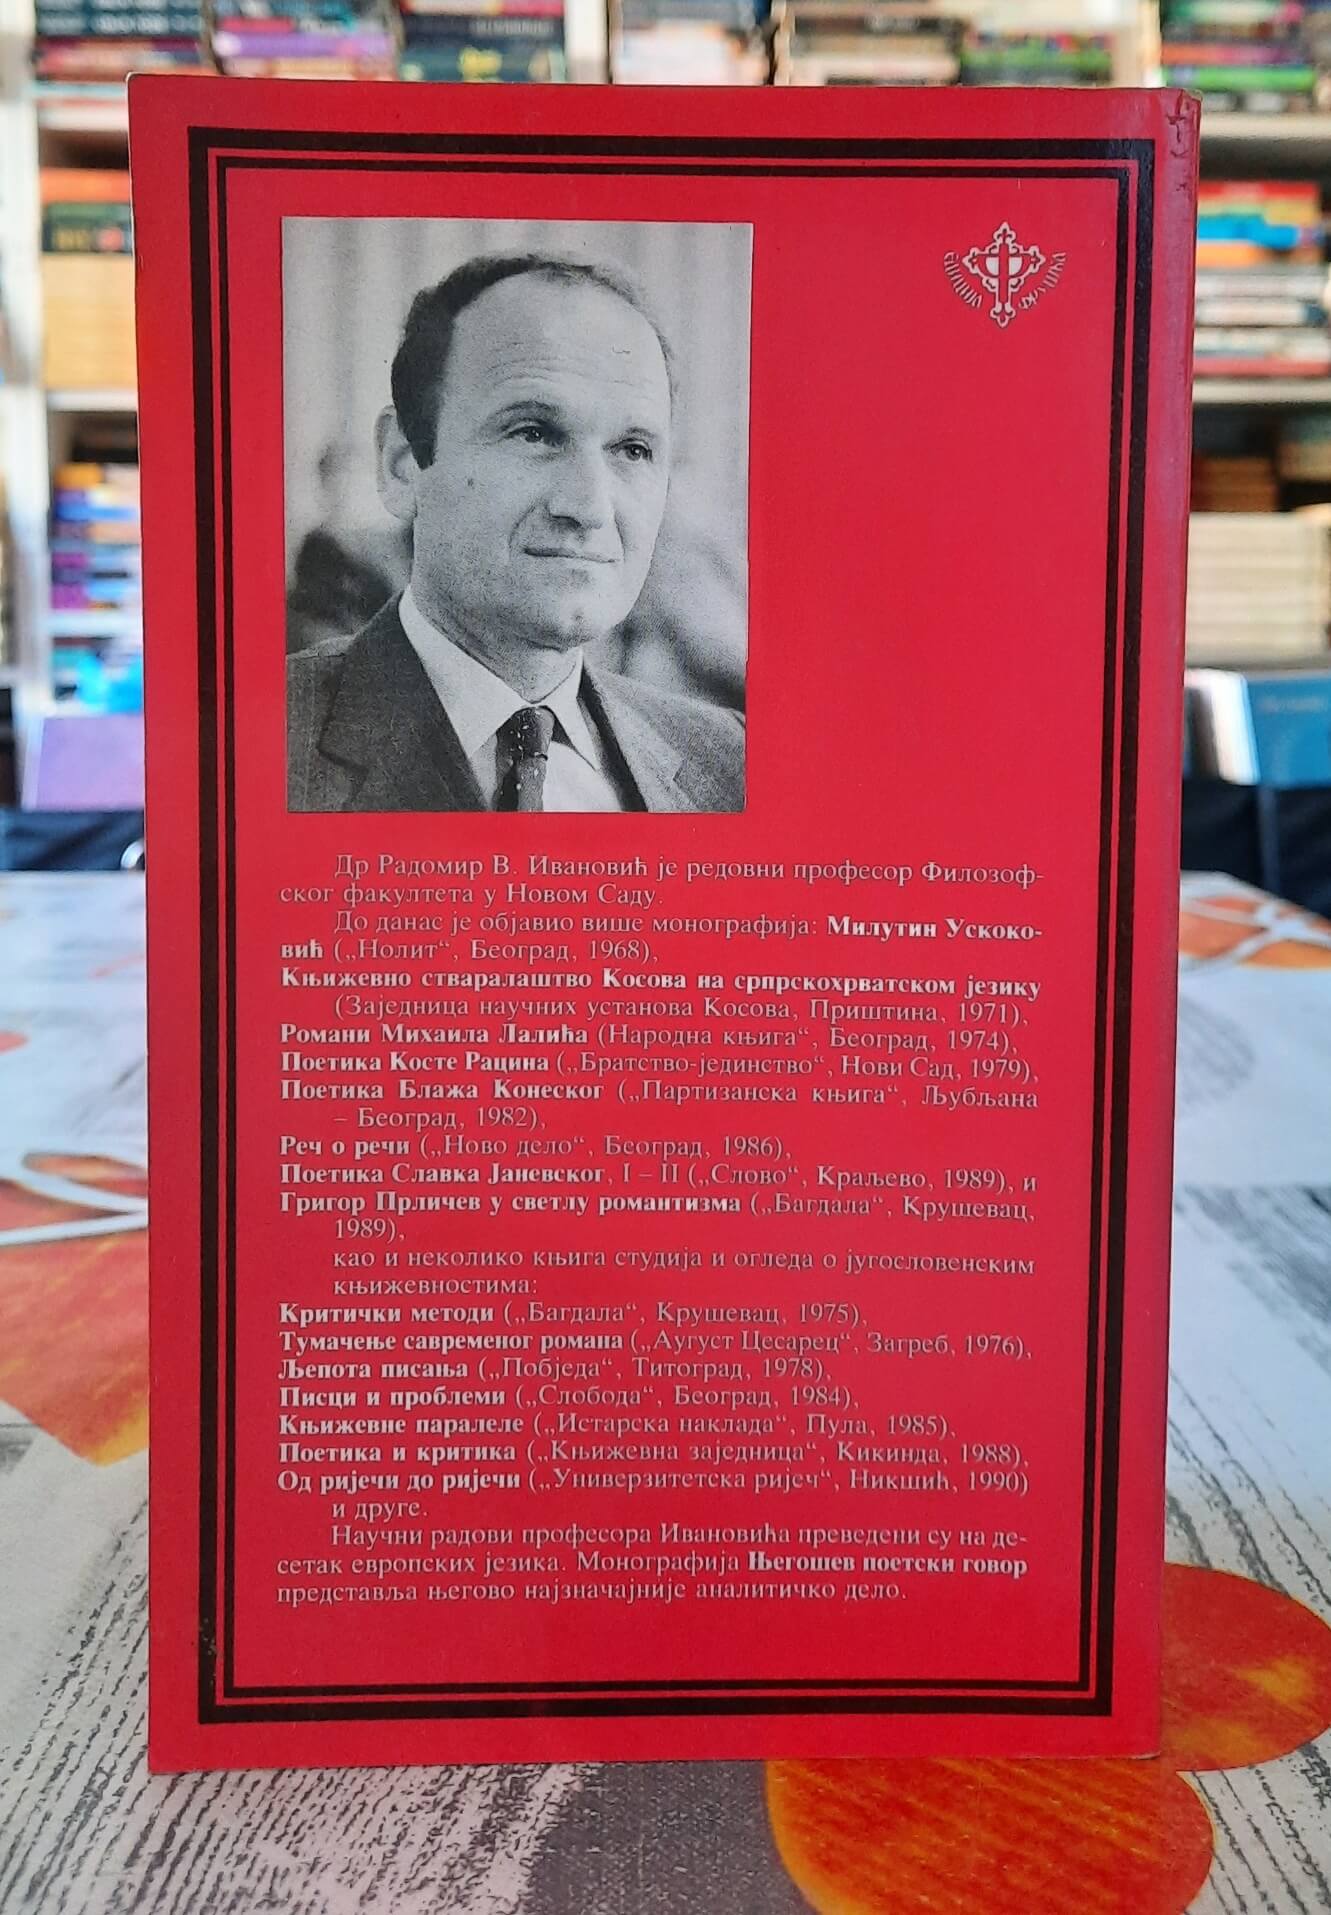 ЕДИЦИЈА ФРУШКА
Др Радомир В. Ивановић је редовни професор Филозоф-
ског факултета у Новом Саду.
До данас је објавио више монографија: Милутин Ускоко-
вић („Нолит“, Београд, 1968),
Књижевно стваралаштво Косова на српрскохрватском језику
(Заједница научних установа Косова, Приштина, 1971),
Романи Михаила Лалића (Народна књига“, Београд, 1974),
Поетика Косте Рацина („Братство-јединство“, Нови Сад, 1979),
Поетика Блажа Конеског („Партизанска књига“, Љубљана
– Београд, 1982),
Реч о речи („Ново дело“, Београд, 1986),
Поетика Славка Јаневског, I – II („Слово“, Краљево, 1989), и
Григор Прличев у светлу романтизма („Багдала“, Крушевац,
1989),
као и неколико књига студија и огледа о југословенским
књижевностима:
Критички методи („Багдала“, Крушевац, 1975),
Тумачење савременог романа („Аугуст Цесарец“, Загреб, 1976),
Љепота писања („Побједа“, Титоград, 1978),
Писци и проблеми („Слобода“, Београд, 1984),
Књижевне паралеле („Истарска наклада“, Пула, 1985),
Поетика и критика („Књижевна заједница“, Кикинда, 1988),
Од ријечи до ријечи („Универзитетска ријеч“, Никшић, 1990)
и друге.
Научни радови професора Ивановића преведени су на де-
сетак европских језика. Монографија Његошев поетски говор
представља његово најзначајније аналитичко дело.